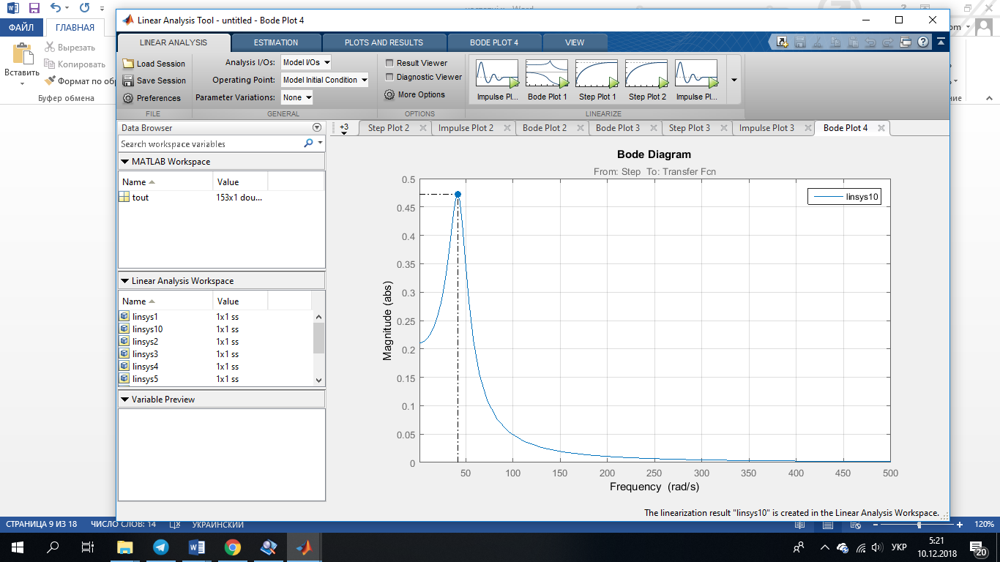 Linear Analysis Tool - untitled - Bode Plot 4
ФАЙЛ
ГЛАВНАЯ
LINEAR ANALYSIS
ESTIMATION
PLOTS AND RESULTS
BODE PLOT 4
VIEW
Вставить
Вырезать
Копировать
Формат по об
Буфер обмена
Load Session
Save Session
Preferences
FILE
Analysis I/Os:
Model I/Os
Operating Point:
Model Initial Condition
Parameter Variations:
None
GENERAL
Result Viewer
Diagnostic Viewer
More Options
OPTIONS
Impulse Pl...
Bode Plot 1
Step Plot 1
Step Plot 2
Impulse Pl...
LINEARIZE
Data Browser
Search workspace variables
MATLAB Workspace
Name
Value
tout
153x1 dou...
Linear Analysis Workspace
Name
Value
linsys1
1x1 ss
linsys10
1x1 ss
linsys2
1x1 ss
linsys3
1x1 ss
linsys4
1x1 ss
linsys5
1x1 ss
Variable Preview
+3
Step Plot 2
Impulse Plot 2
Bode Plot 2
Bode Plot 3
Step Plot 3
Impulse Plot 3
Bode Plot 4
Bode Diagram
From: Step To: Transfer Fcn
linsys10
Magnitude (abs)
0.5
0.45
0.4
0.35
0.3
0.25
0.2
0.15
0.1
0.05
0
50
100
150
200
250
300
350
400
450
500
Frequency (rad/s)
The linearization result "linsys10" is created in the Linear Analysis Workspace.
СТРАНИЦА 9 ИЗ 18
ЧИСЛО СЛОВ: 14
УКРАИНСКИЙ
120%
УКР
5:21
10.12.2018
20